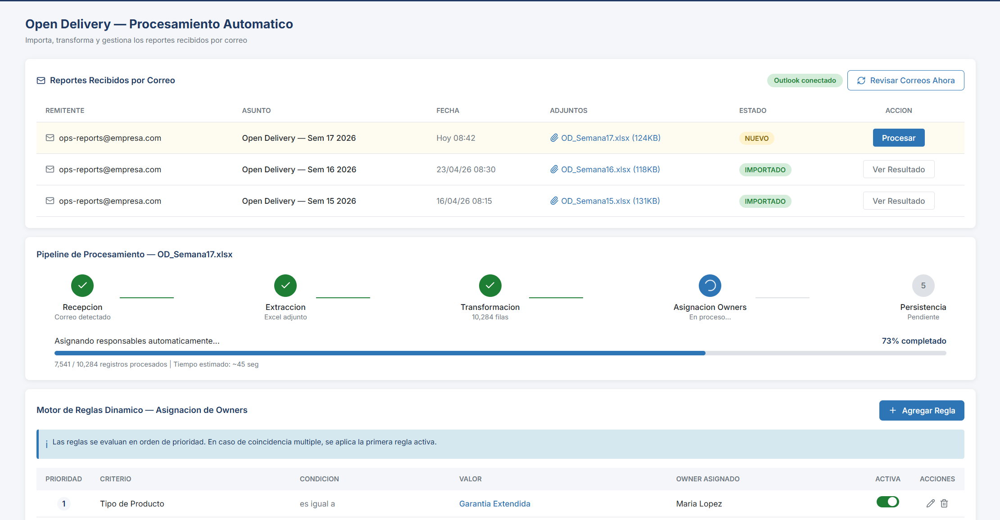 Open Delivery — Procesamiento Automatico
Importa, transforma y gestiona los reportes recibidos por correo
Reportes Recibidos por Correo
Outlook conectado
Revisar Correos Ahora
REMITENTE ASUNTO FECHA ADJUNTOS ESTADO ACCION
ops-reports@empresa.com Open Delivery — Sem 17 2026 Hoy 08:42 OD_Semana17.xlsx (124KB) NUEVO Procesar
ops-reports@empresa.com Open Delivery — Sem 16 2026 23/04/26 08:30 OD_Semana16.xlsx (118KB) IMPORTADO Ver Resultado
ops-reports@empresa.com Open Delivery — Sem 15 2026 16/04/26 08:15 OD_Semana15.xlsx (131KB) IMPORTADO Ver Resultado
Pipeline de Procesamiento — OD_Semana17.xlsx
5
Recepcion Extraccion Transformacion Asignacion Owners Persistencia
Correo detectado Excel adjunto 10,284 filas En proceso... Pendiente
Asignando responsables automaticamente... 73% completado
7,541 / 10,284 registros procesados | Tiempo estimado: ~45 seg
Motor de Reglas Dinamico — Asignacion de Owners
+ Agregar Regla
Las reglas se evaluan en orden de prioridad. En caso de coincidencia multiple, se aplica la primera regla activa.
PRIORIDAD CRITERIO CONDICION VALOR OWNER ASIGNADO ACTIVA ACCIONES
1 Tipo de Producto es igual a Garantia Extendida Maria Lopez